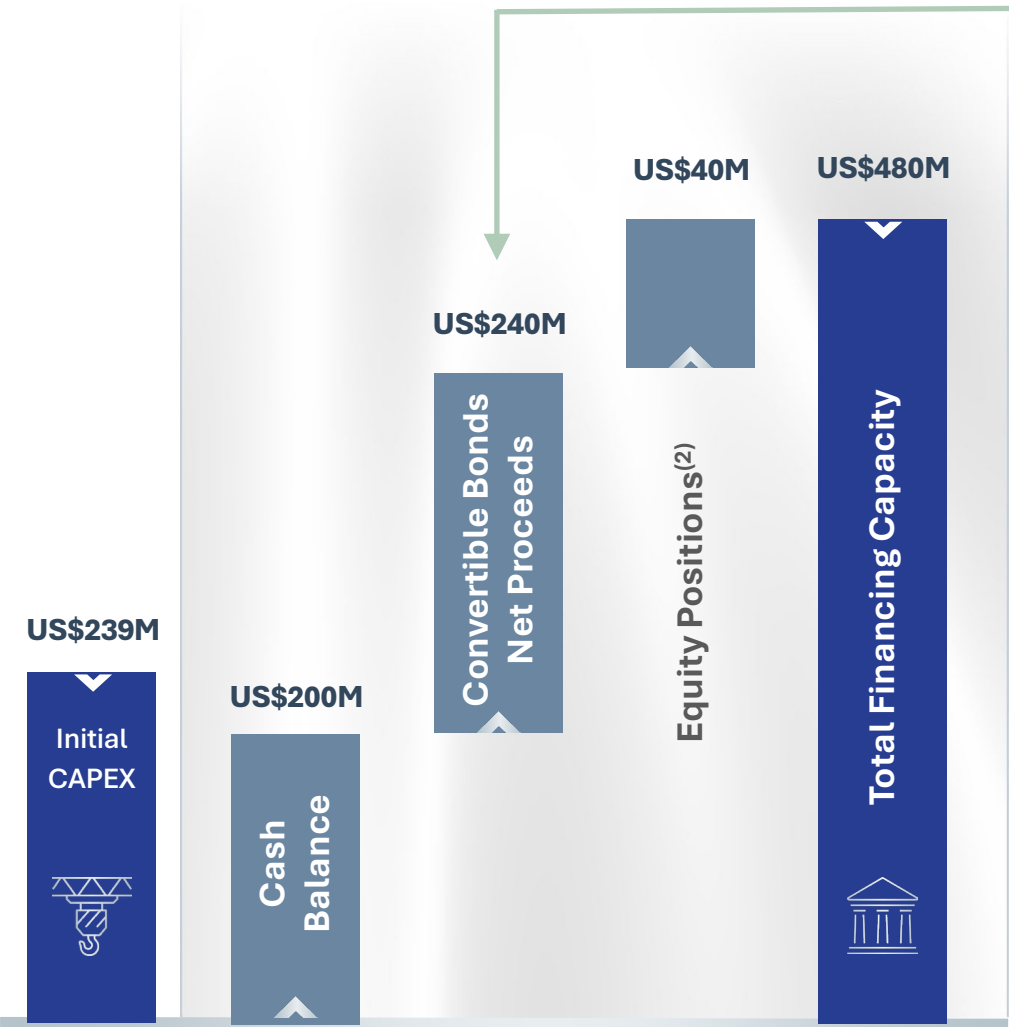 US$239M
Initial
CAPEX
US$200M
Cash
Balance
US$240M
Convertible Bonds
Net Proceeds
US$40M
Equity Positions(2)
US$480M
Total Financing Capacity